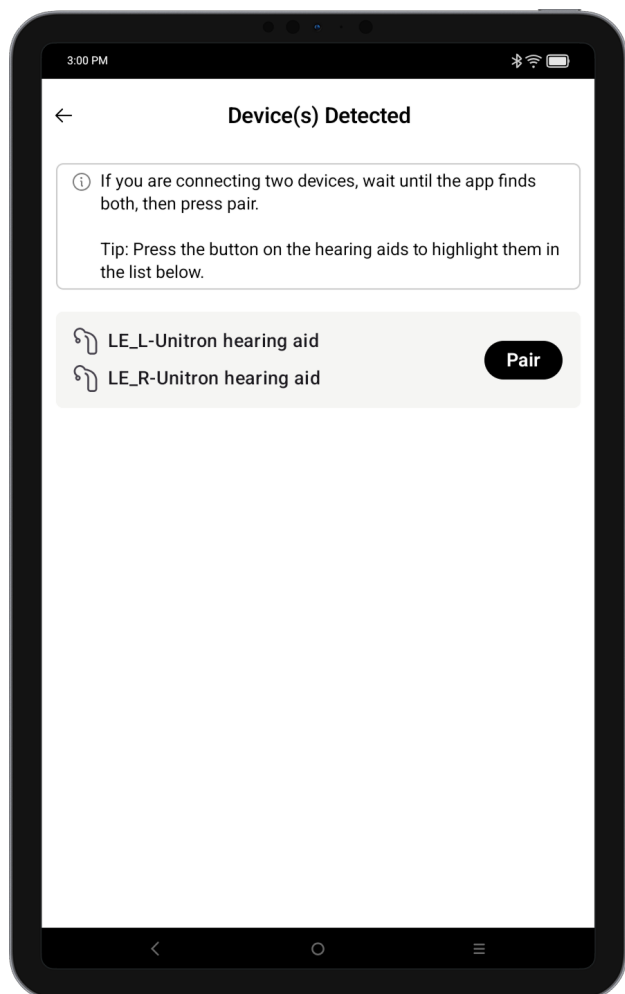 3:00 PM
Device(s) Detected
If you are connecting two devices, wait until the app finds
both, then press pair.
Tip: Press the button on the hearing aids to highlight them in
the list below.
LE_L-Unitron hearing aid
Pair
LE_R-Unitron hearing aid